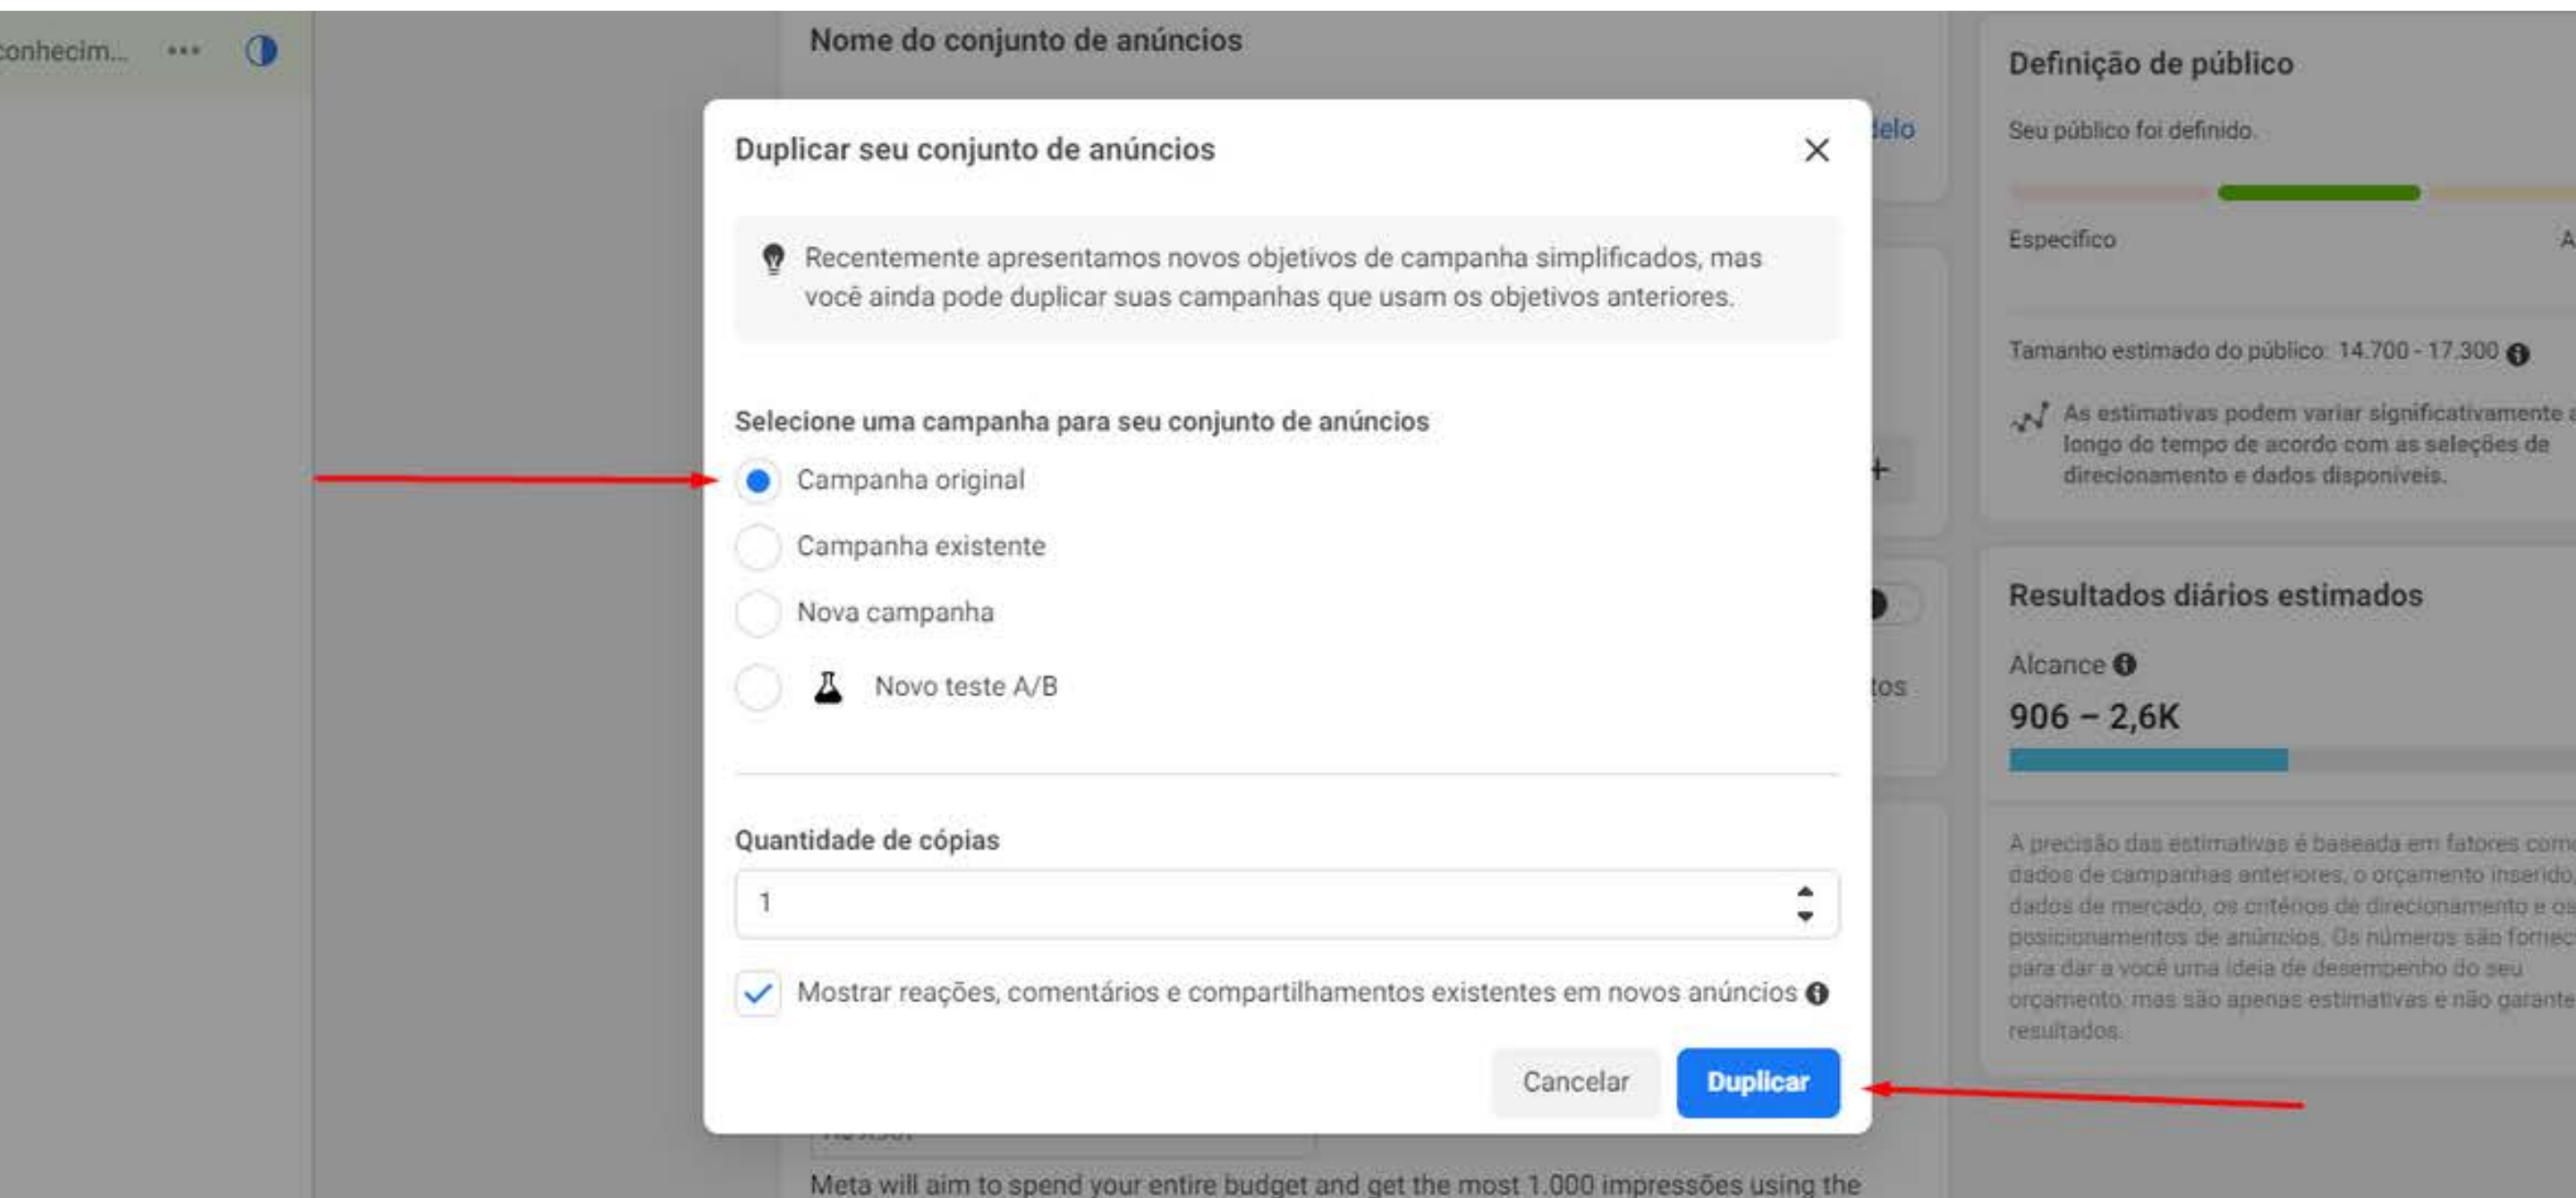 conhecim...
Nome do conjunto de anúncios
delo
tos
Duplicar seu conjunto de anúncios
Recentemente apresentamos novos objetivos de campanha simplificados, mas
você ainda pode duplicar suas campanhas que usam os objetivos anteriores.
Selecione uma campanha para seu conjunto de anúncios
Campanha original
Campanha existente
Nova campanha
Novo teste A/B
Quantidade de cópias
1
Mostrar reações, comentários e compartilhamentos existentes em novos anúncios
Cancelar
Duplicar
Meta will aim to spend your entire budget and get the most 1.000 impressões using the
Definição de público
Seu público foi definido.
Específico
A
Tamanho estimado do público: 14.700 - 17.300
As estimativas podem variar significativamente a
longo do tempo de acordo com as seleções de
direcionamento e dados disponíveis.
Resultados diários estimados
Alcance
906 – 2,6K
A precisão das estimativas é baseada em fatores como
dados de campanhas anteriores, o orçamento inserido,
dados de mercado, os critérios de direcionamento e os
posicionamentos de anúncios. Os números são fornec
para dar a você uma ideia de desempenho do seu
orçamento, mas são apenas estimativas e não garante
resultados.